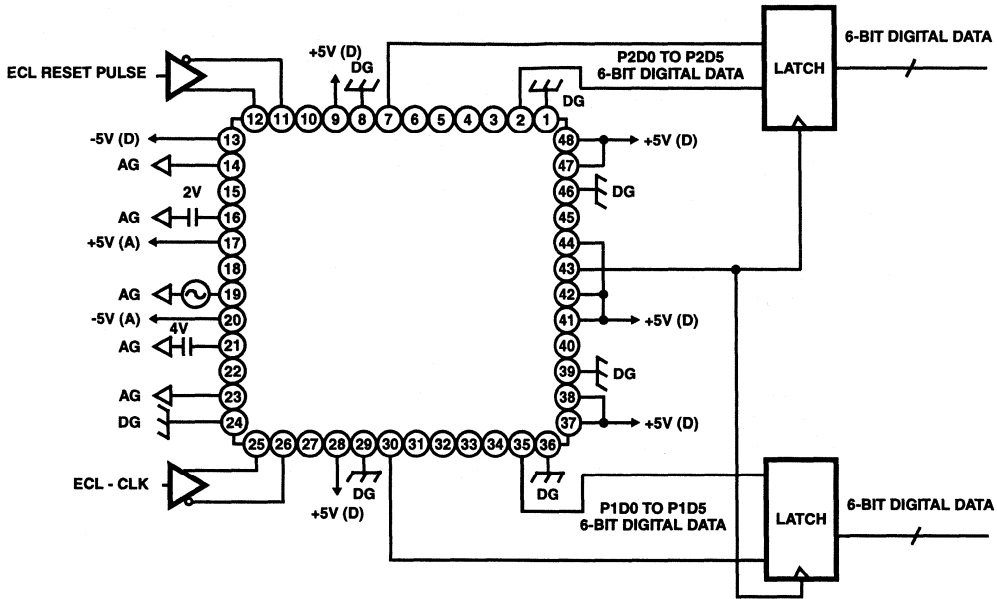 6-BIT DIGITAL DATA
+5V (D)
DG
P2D0 TO P2D5
6-BIT DIGITAL DATA
LATCH
ECL RESET PULSE
DG
12 11 10 9 8 7 6 5 4 3 2 1
-5V (D) 13 48 +5V (D)
AG 14 47
2V
15 46 DG
AG 16 45
+5V (A) 17 44
18 43
AG 19 42
-5V (A) 20 41 +5V (D)
4V
AG 21 40
22 39 DG
AG 23 38
DG 24 37 +5V (D)
25 26 27 28 29 30 31 32 33 34 35 36
ECL - CLK
DG
DG
+5V (D)
P1D0 TO P1D5
6-BIT DIGITAL DATA
LATCH
6-BIT DIGITAL DATA